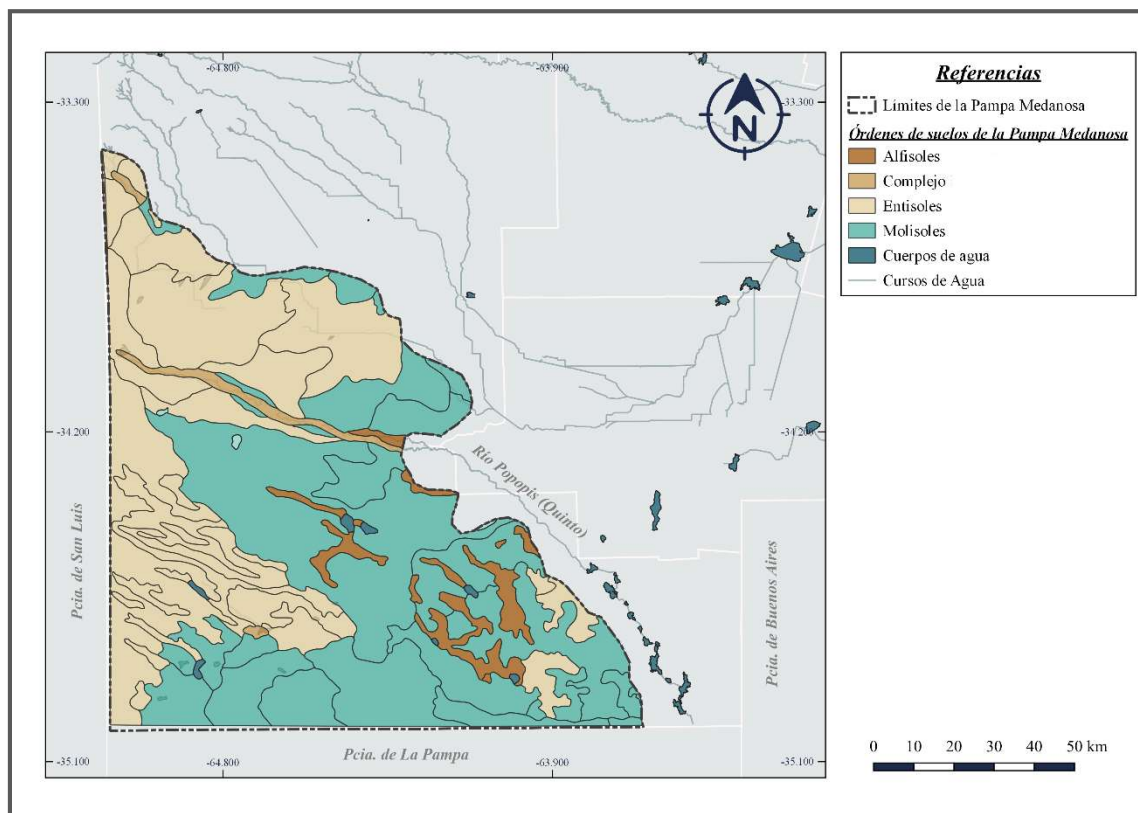 -64.800
-63.900
-33.300
-33.300
-34.200
-34.200
-35.100
-35.100
-64.800
-63.900
N
Río Popopis (Quinto)
Pcia. de San Luis
Pcia. de Buenos Aires
Pcia. de La Pampa
Referencias
Límites de la Pampa Medanosa
Órdenes de suelos de la Pampa Medanosa
Alfisoles
Complejo
Entisoles
Molisoles
Cuerpos de agua
Cursos de Agua
0 10 20 30 40 50 km